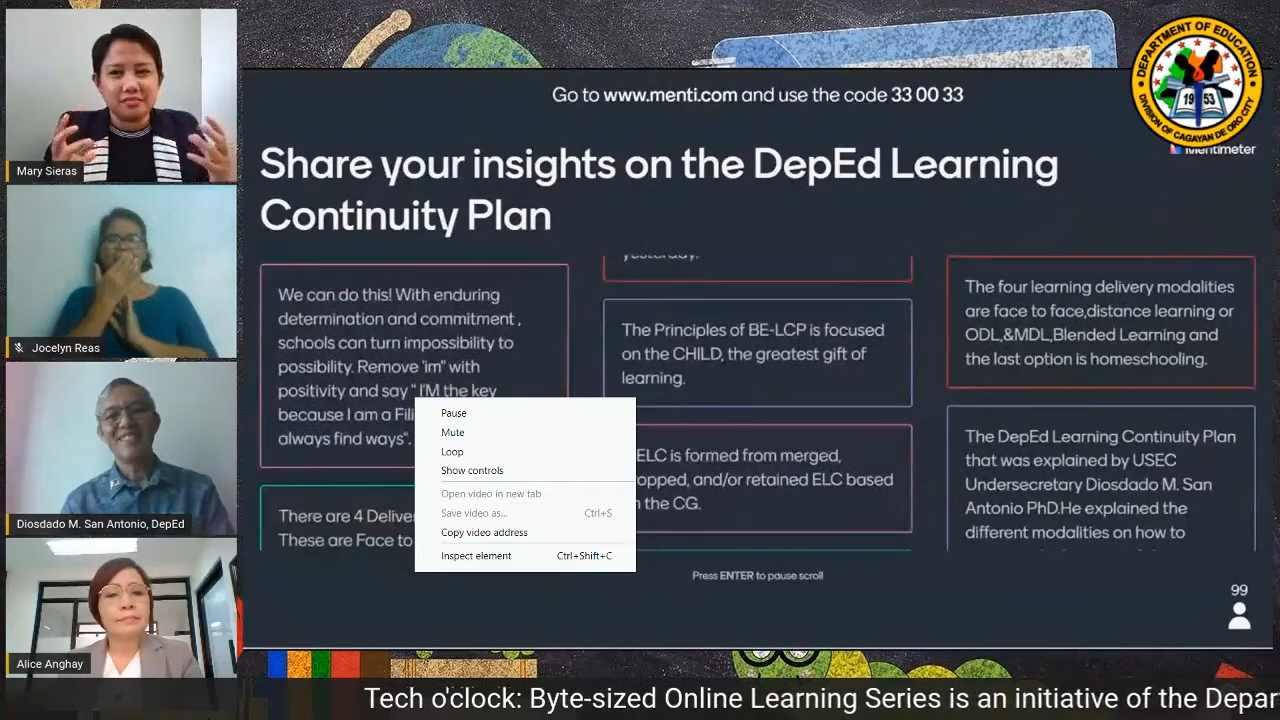 Mary Sieras
Jocelyn Reas
Diosdado M. San Antonio, DepEd
Alice Anghay
Go to www.menti.com and use the code 33 00 33
DEPARTMENT OF EDUCATION
1953
DIVISION OF CAGAYAN DE ORO CITY
Mentimeter
Share your insights on the DepEd Learning
Continuity Plan
We can do this! With enduring
determination and commitment ,
schools can turn impossibility to
possibility. Remove 'im" with
positivity and say " I'M the key
because I am a Fili
always find ways".
There are 4 Deliver
These are Face to
yesterday.
The Principles of BE-LCP is focused
on the CHILD, the greatest gift of
learning.
ELC is formed from merged,
opped, and/or retained ELC based
n the CG.
The four learning delivery modalities
are face to face,distance learning or
ODL,&MDL,Blended Learning and
the last option is homeschooling.
The DepEd Learning Continuity Plan
that was explained by USEC
Undersecretary Diosdado M. San
Antonio PhD.He explained the
different modalities on how to
Pause
Mute
Loop
Show controls
Open video in new tab
Save video as... Ctrl+S
Copy video address
Inspect element Ctrl+Shift+C
Press ENTER to pause scroll
99
Tech o'clock: Byte-sized Online Learning Series is an initiative of the Depar